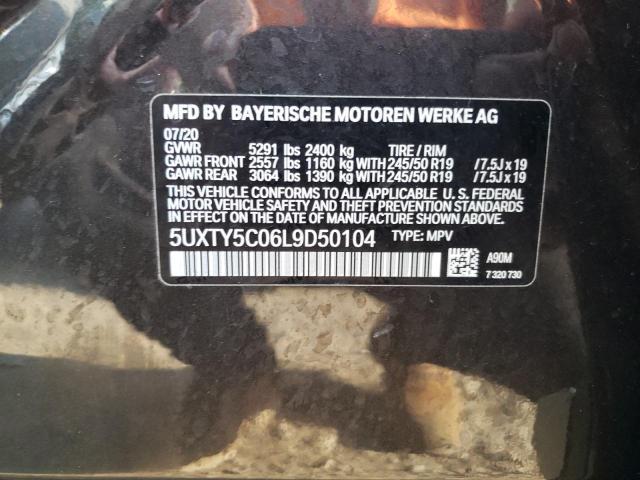 MFD BY BAYERISCHE MOTOREN WERKE AG
07/20
GVWR 5291 lbs 2400 kg TIRE / RIM
GAWR FRONT 2557 lbs 1160 kg WITH 245/50 R19 / 7.5J x 19
GAWR REAR 3064 lbs 1390 kg WITH 245/50 R19 / 7.5J x 19
THIS VEHICLE CONFORMS TO ALL APPLICABLE U. S. FEDERAL
MOTOR VEHICLE SAFETY AND THEFT PREVENTION STANDARDS
IN EFFECT ON THE DATE OF MANUFACTURE SHOWN ABOVE.
5UXTY5C06L9D50104 TYPE: MPV
A90M
7 320 730